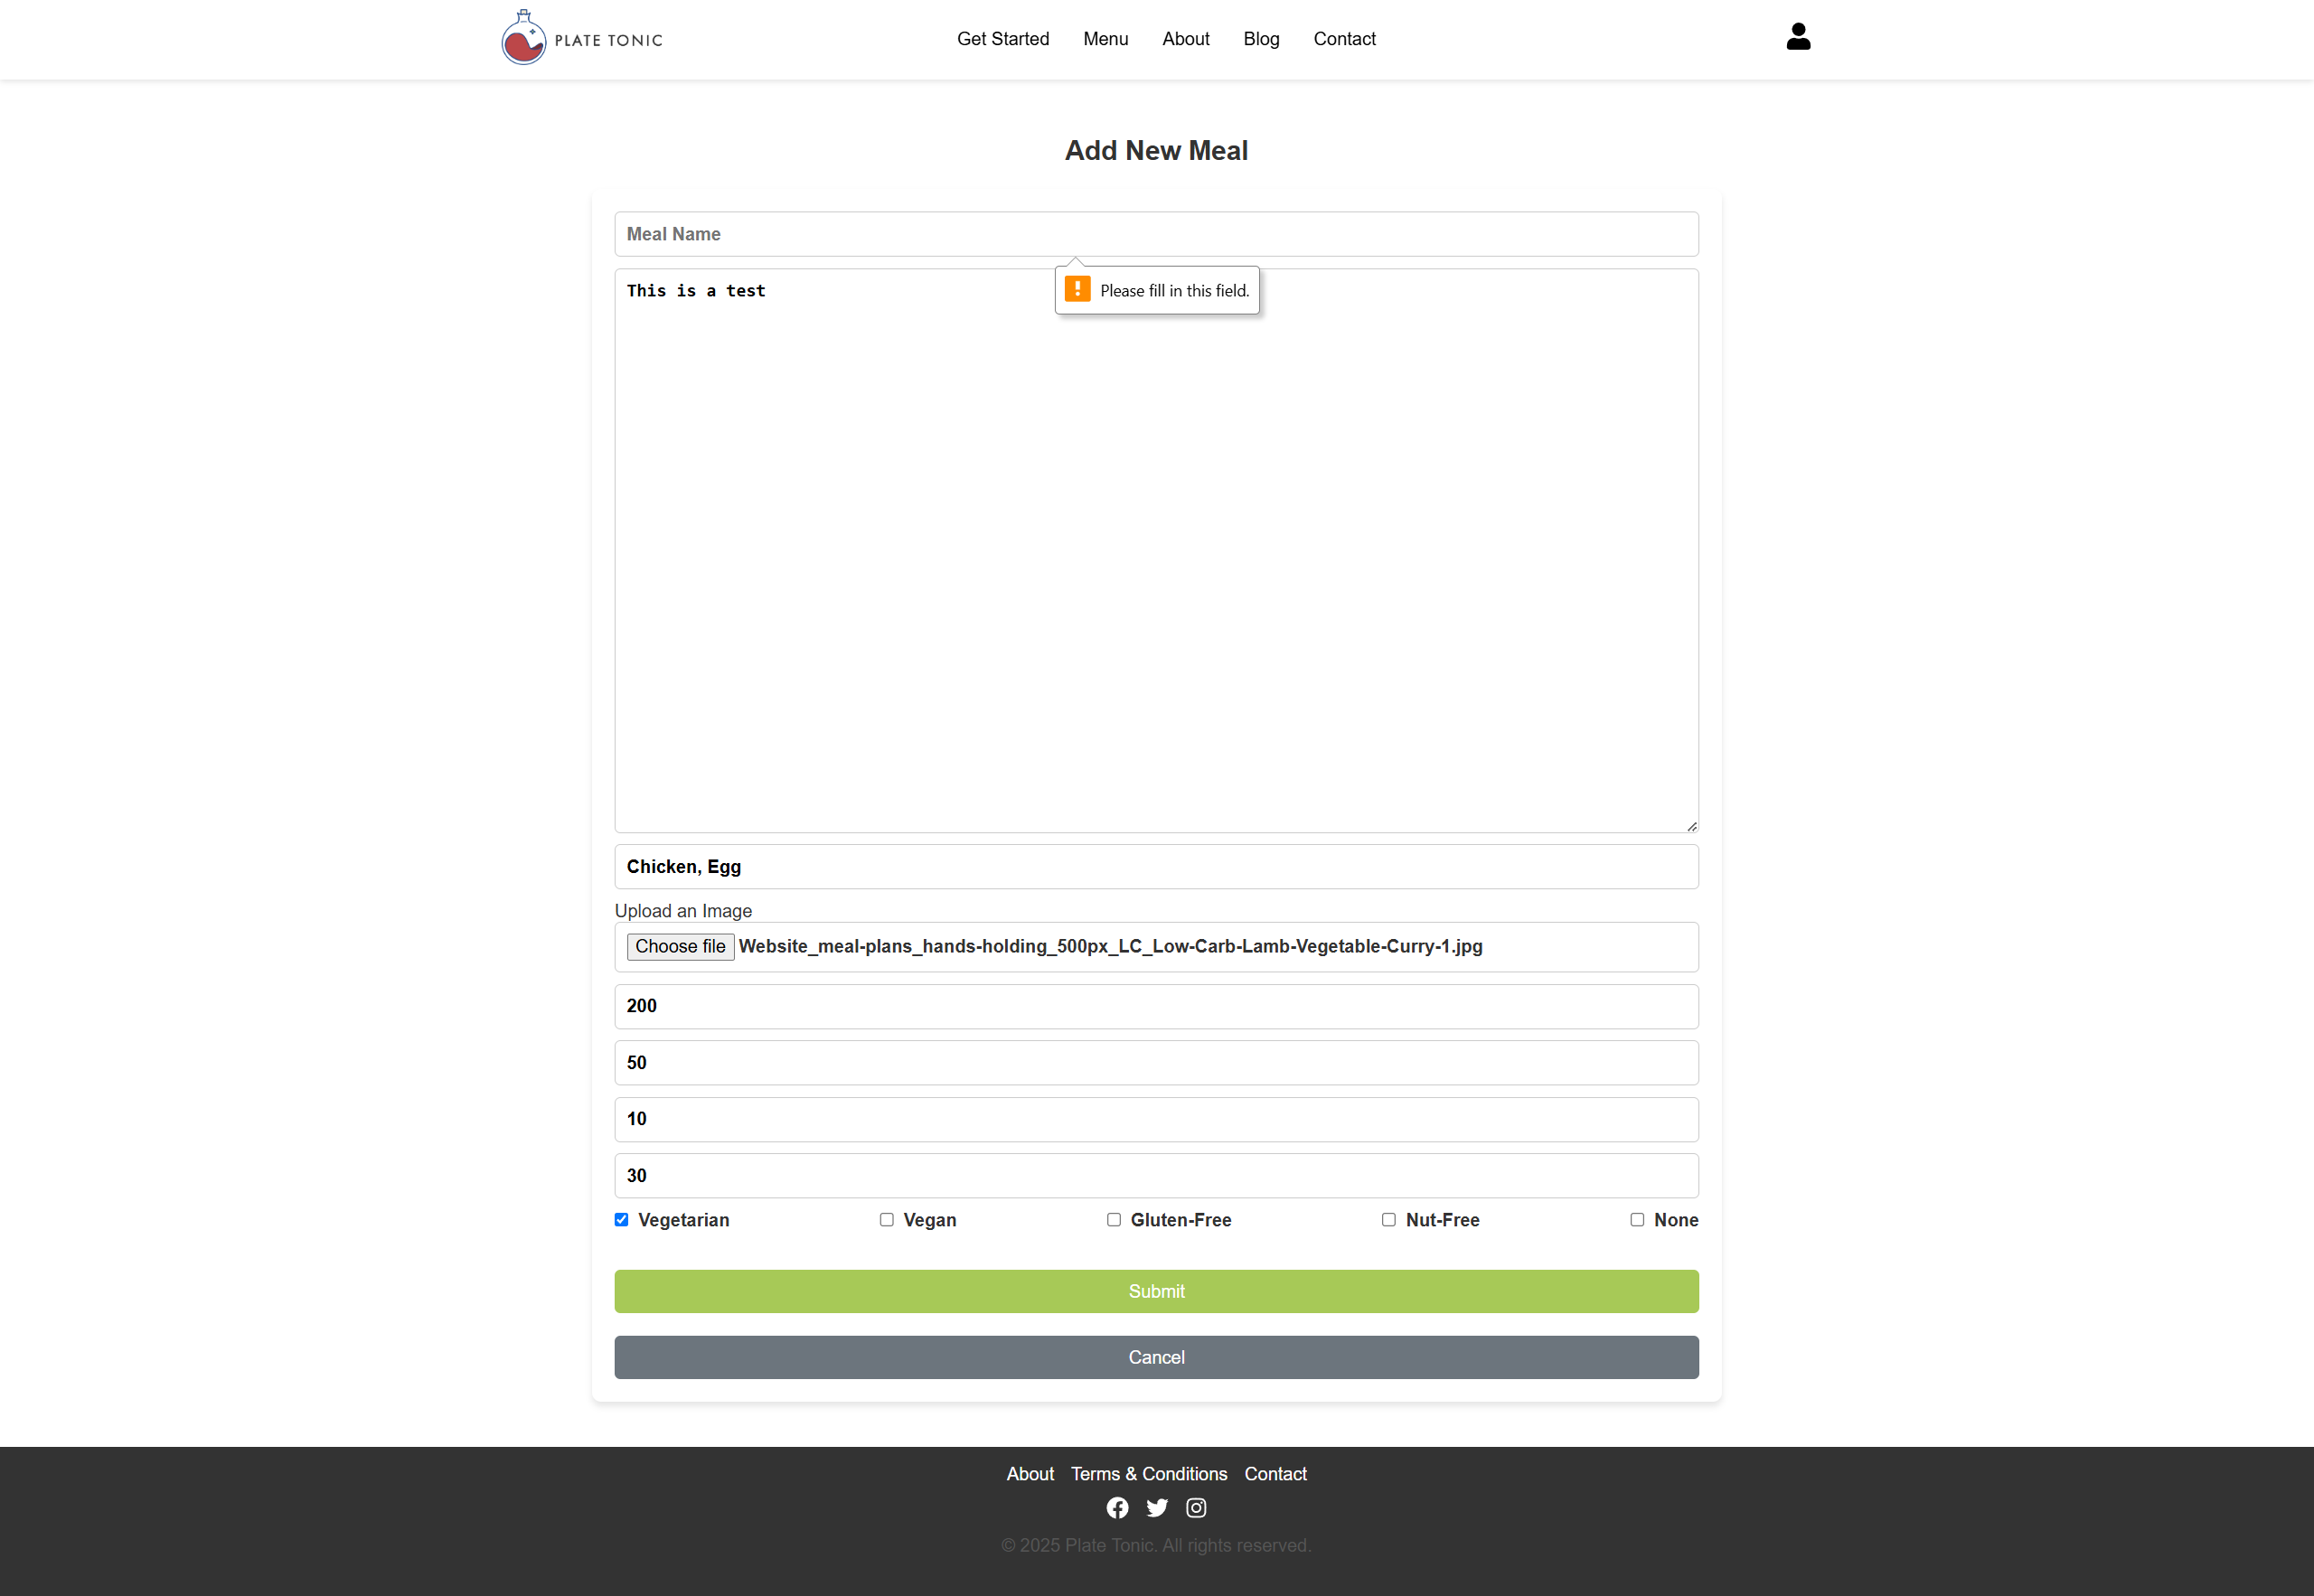 PLATE TONIC
Get Started Menu About Blog Contact
Add New Meal
Meal Name
Please fill in this field.
This is a test
Chicken, Egg
Upload an Image
Choose file Website_meal-plans_hands-holding_500px_LC_Low-Carb-Lamb-Vegetable-Curry-1.jpg
200
50
10
30
Vegetarian Vegan Gluten-Free Nut-Free None
Submit
Cancel
About Terms & Conditions Contact
© 2025 Plate Tonic. All rights reserved.